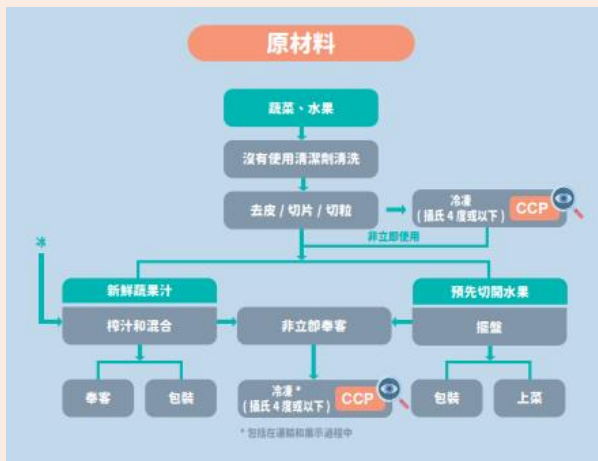 原材料
蔬菜、水果
沒有使用清潔劑清洗
去皮 / 切片 / 切粒
冷凍
( 攝氏 4 度或以下 )
CCP
非立即使用
冰
新鮮蔬果汁
榨汁和混合
非立即奉客
預先切開水果
擺盤
奉客
包裝
冷凍 *
( 攝氏 4 度或以下 )
CCP
包裝
上菜
* 包括在運輸和展示過程中